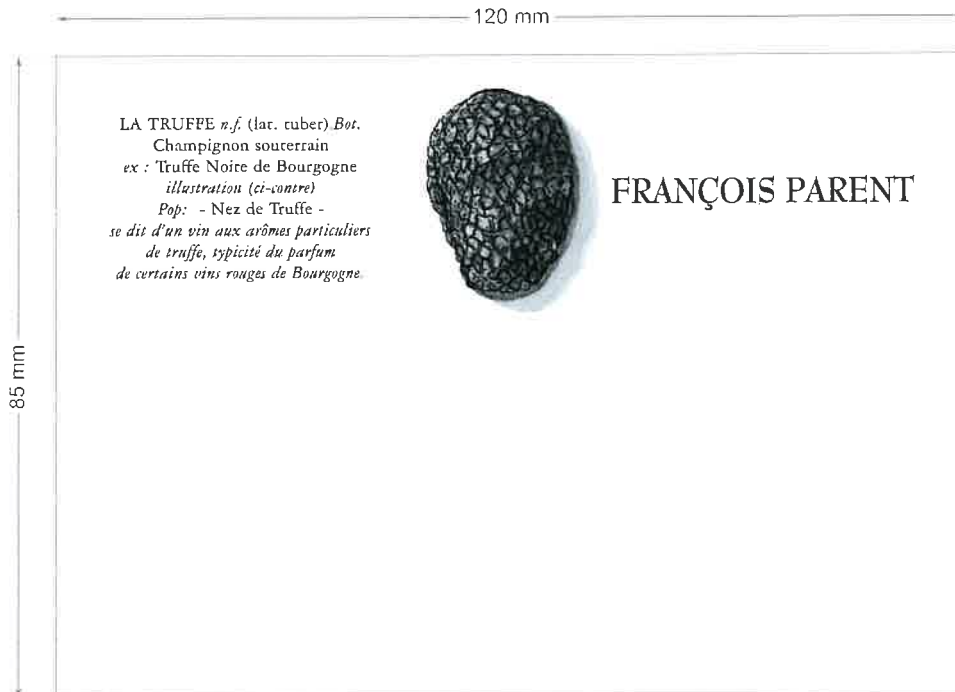 120 mm
85 mm
LA TRUFFE n.f. (lat. tuber) Bot.
Champignon souterrain
ex : Truffe Noire de Bourgogne
illustration (ci-contre)
Pop: - Nez de Truffe -
se dit d'un vin aux arômes particuliers
de truffe, typicité du parfum
de certains vins rouges de Bourgogne.
FRANÇOIS PARENT